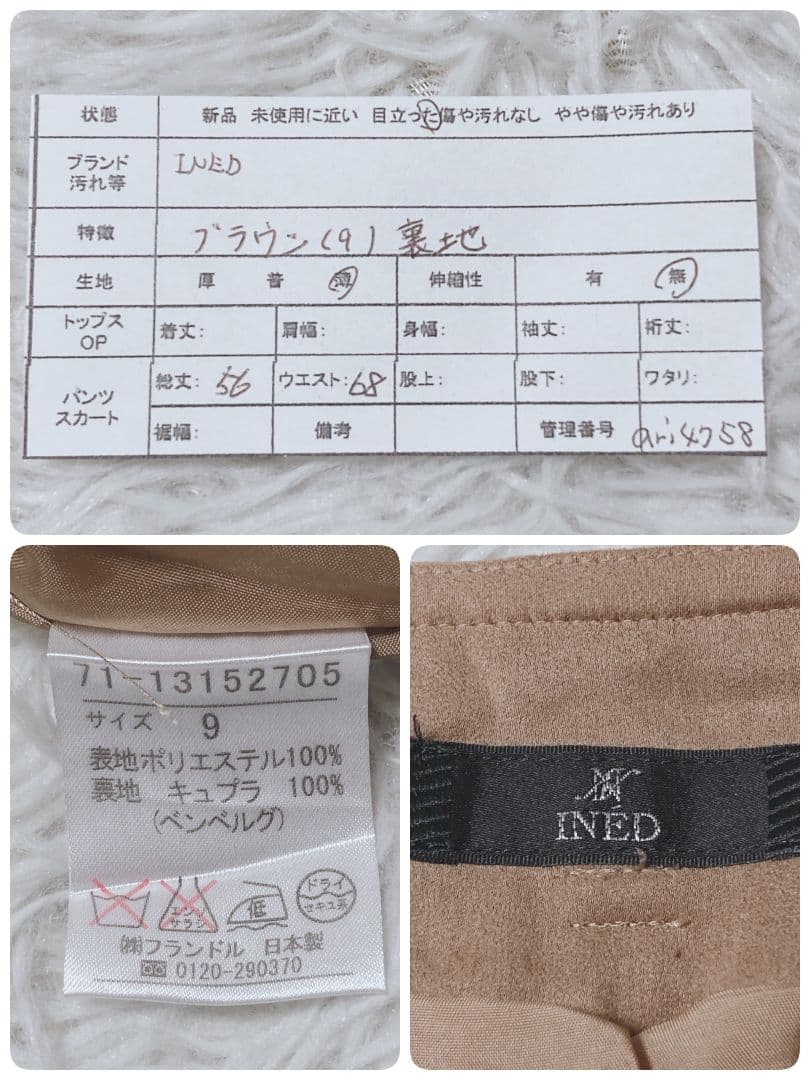 状態 新品 未使用に近い 目立った傷や汚れなし やや傷や汚れあり
ブランド INED
汚れ等
特徴 ブラウン(9) 裏地
生地 厚 普 薄 伸縮性 有 無
トップス 着丈: 肩幅: 身幅: 袖丈: 裄丈:
OP
パンツ 総丈: 56 ウエスト: 68 股上: 股下: ワタリ:
スカート 裾幅: 備考 管理番号 ari4758
71-13152705
サイズ 9
表地ポリエステル100%
裏地 キュプラ 100%
(ベンベルグ)
エンソ サラシ 低 ドライ セキユ系
㈱フランドル 日本製
0120-290370
INÉD